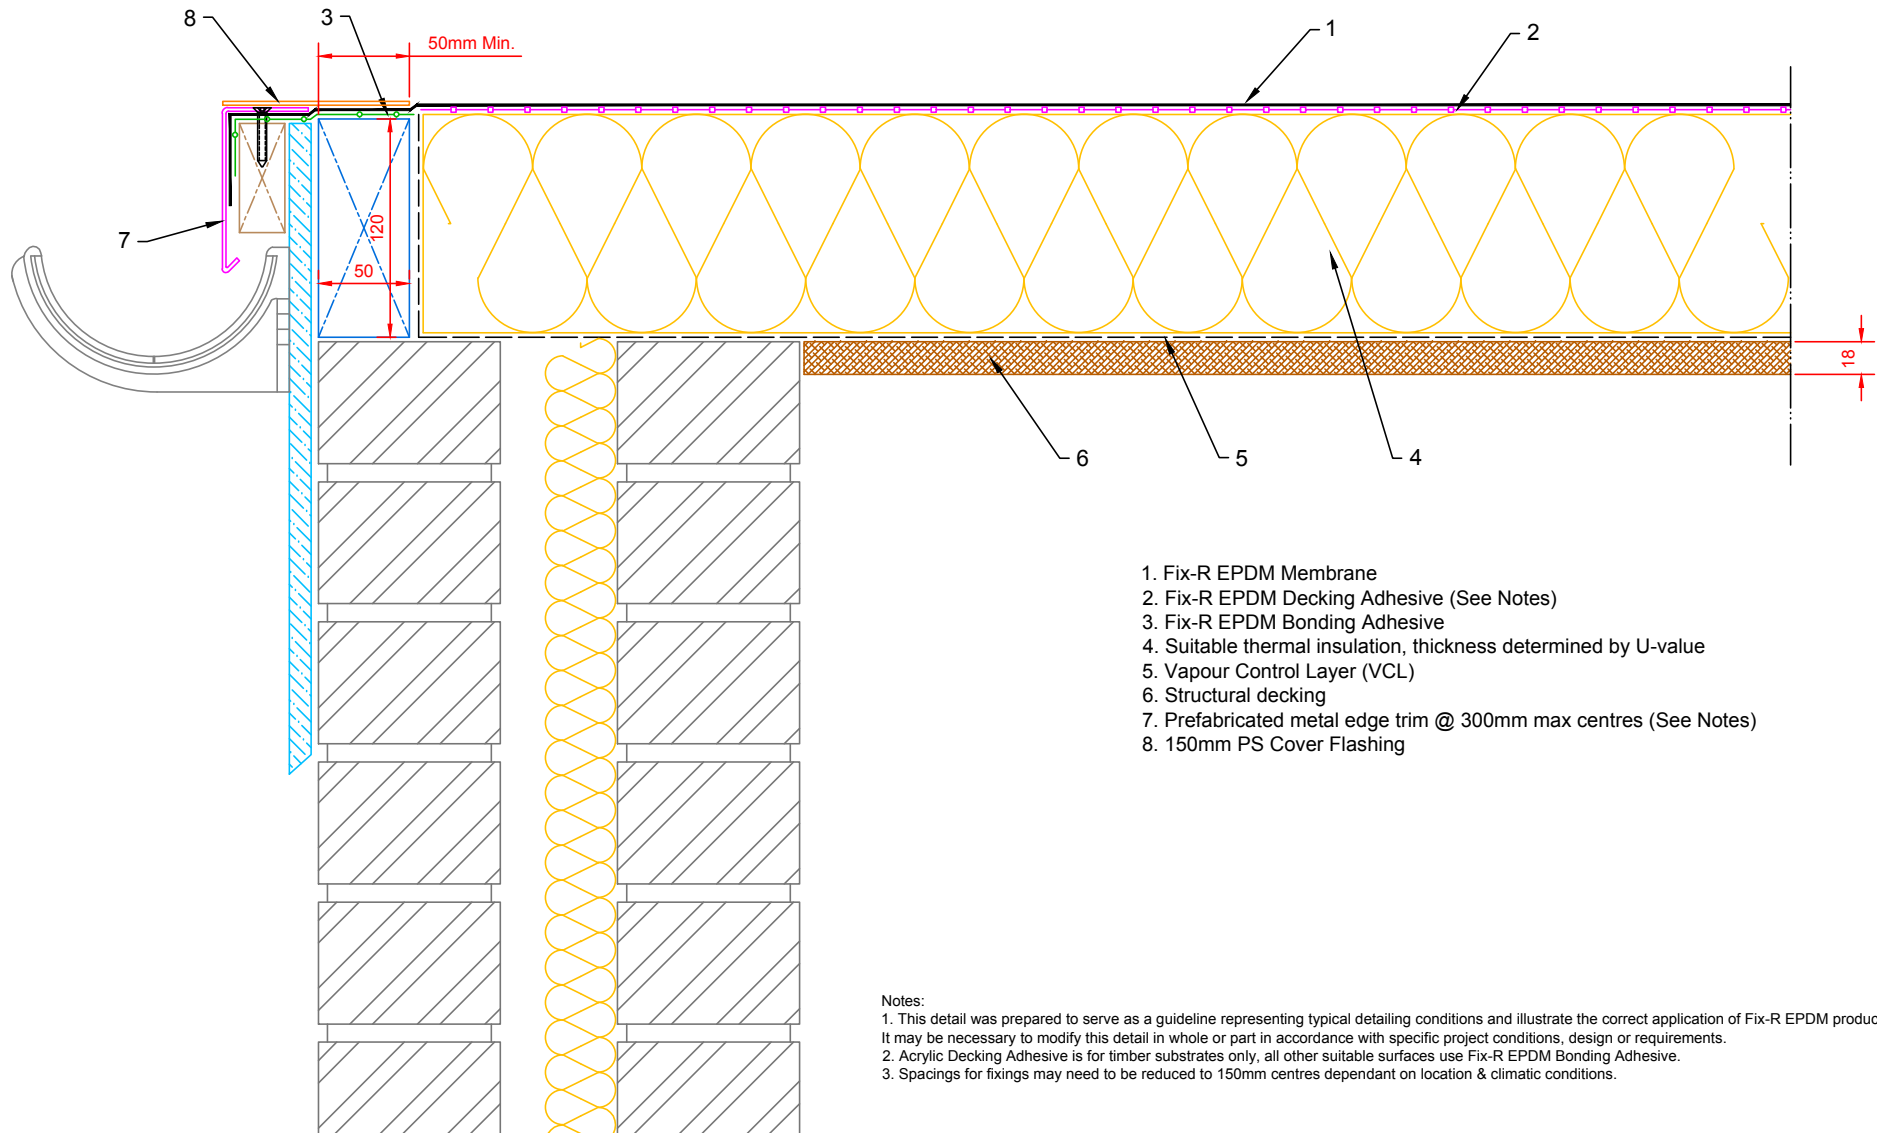 8
3
50mm Min.
1
2
120
50
7
18
6
5
4
1. Fix-R EPDM Membrane
2. Fix-R EPDM Decking Adhesive (See Notes)
3. Fix-R EPDM Bonding Adhesive
4. Suitable thermal insulation, thickness determined by U-value
5. Vapour Control Layer (VCL)
6. Structural decking
7. Prefabricated metal edge trim @ 300mm max centres (See Notes)
8. 150mm PS Cover Flashing
Notes:
1. This detail was prepared to serve as a guideline representing typical detailing conditions and illustrate the correct application of Fix-R EPDM produc
It may be necessary to modify this detail in whole or part in accordance with specific project conditions, design or requirements.
2. Acrylic Decking Adhesive is for timber substrates only, all other suitable surfaces use Fix-R EPDM Bonding Adhesive.
3. Spacings for fixings may need to be reduced to 150mm centres dependant on location & climatic conditions.